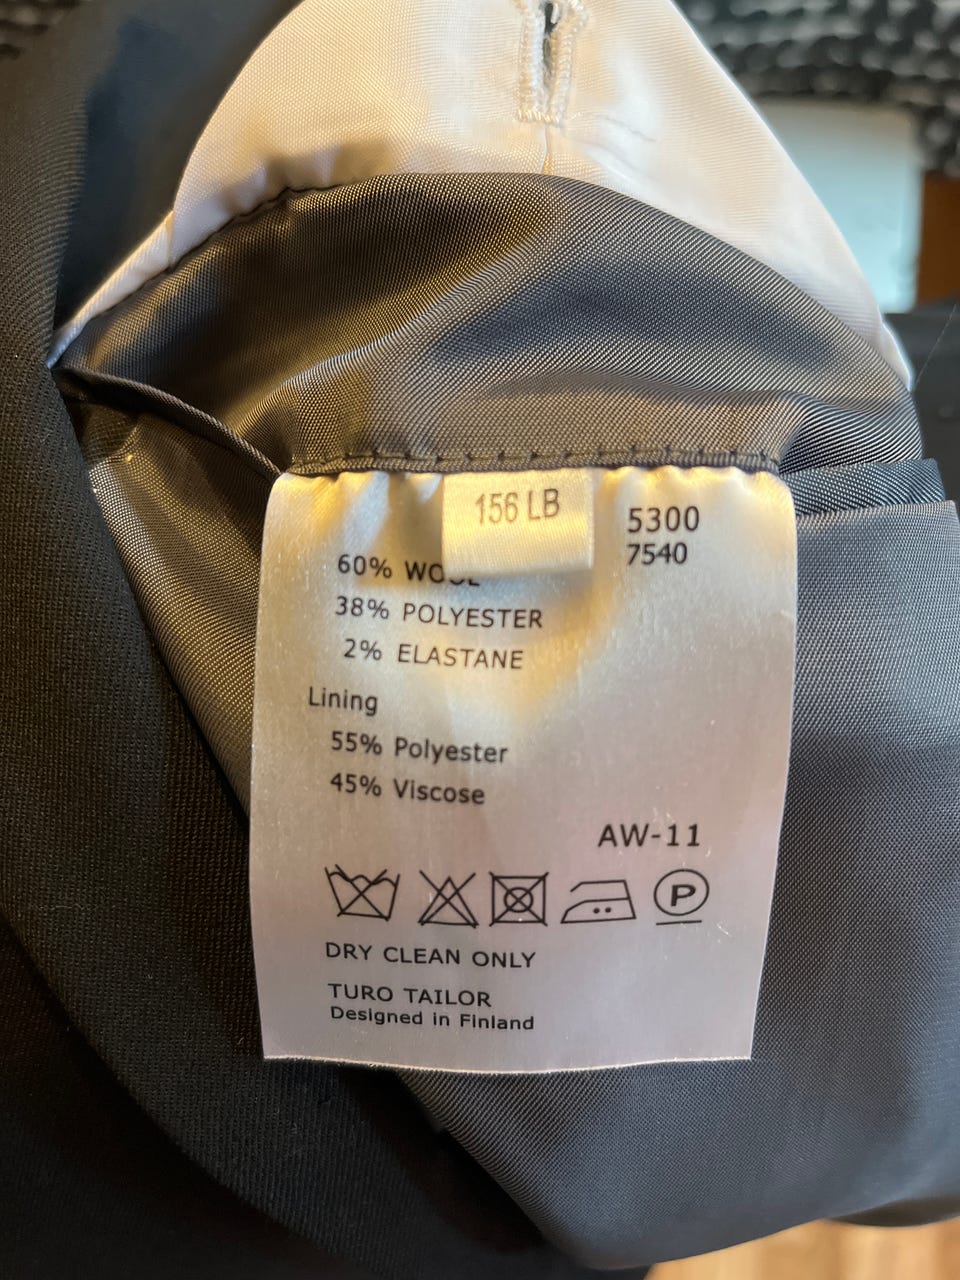 156 LB
5300
7540
60% WOOL
38% POLYESTER
2% ELASTANE
Lining
55% Polyester
45% Viscose
AW-11
P
DRY CLEAN ONLY
TURO TAILOR
Designed in Finland